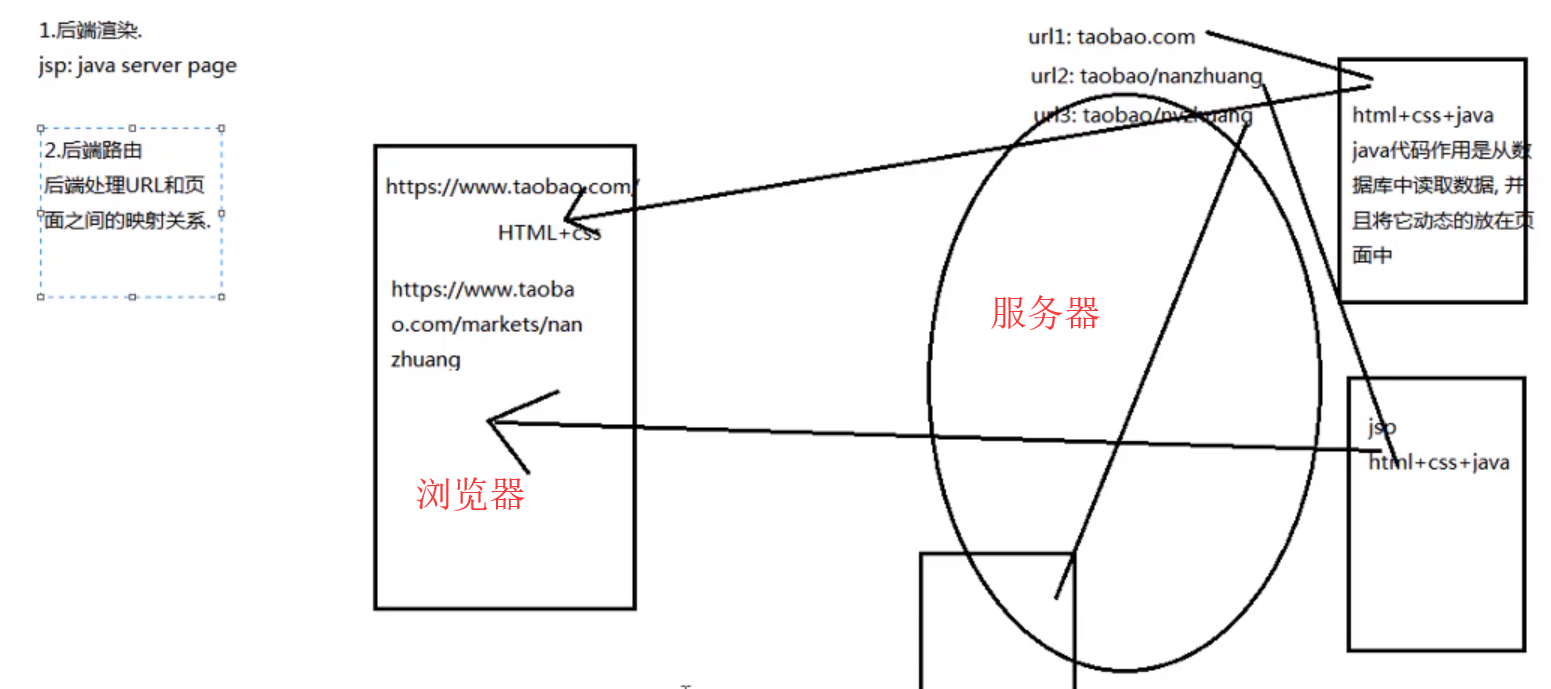 1.后端渲染.
jsp: java server page
2.后端路由
后端处理URL和页
面之间的映射关系.
https://www.taobao.com/
HTML+css
https://www.taoba
o.com/markets/nan
zhuang
浏览器
url1: taobao.com
url2: taobao/nanzhuang
url3: taobao/nvzhuang
服务器
html+css+java
java代码作用是从数
据库中读取数据, 并
且将它动态的放在页
面中
jsp
html+css+java